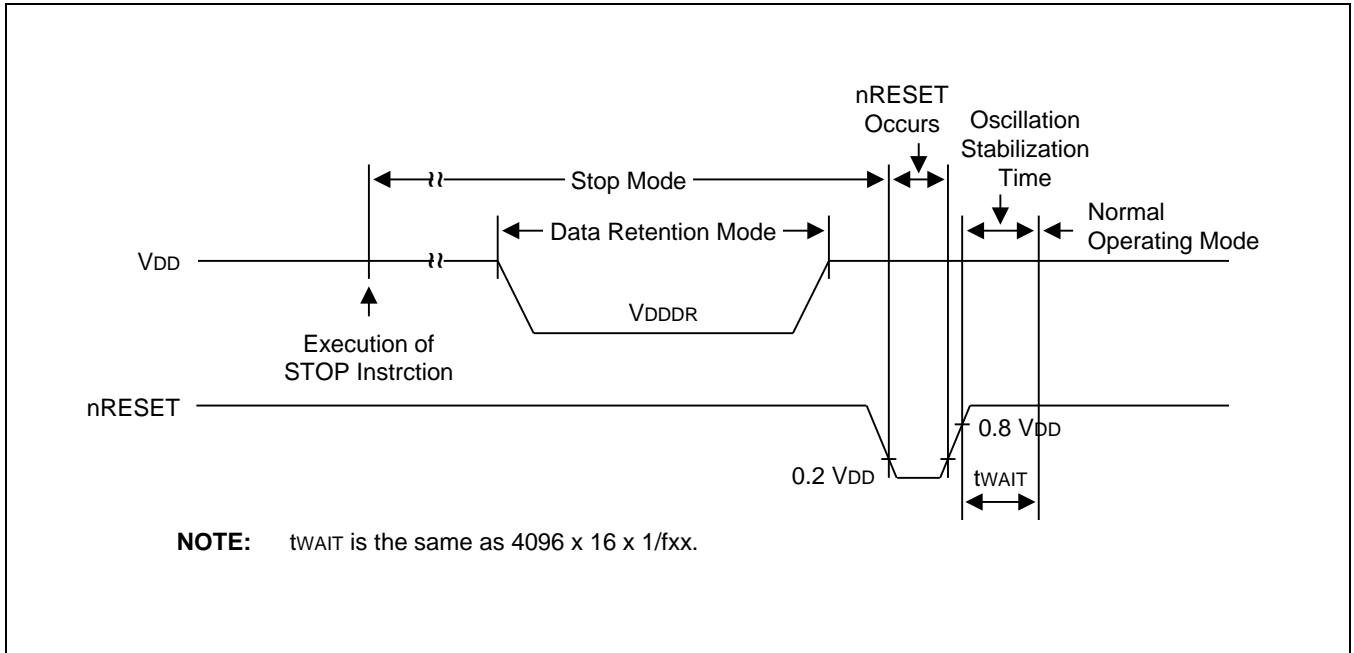 nRESET
Occurs
Oscillation
Stabilization
Time
Stop Mode
Normal
Operating Mode
Data Retention Mode
VDD
VDDDR
Execution of
STOP Instrction
nRESET
0.8 VDD
0.2 VDD
tWAIT
NOTE: tWAIT is the same as 4096 x 16 x 1/fxx.